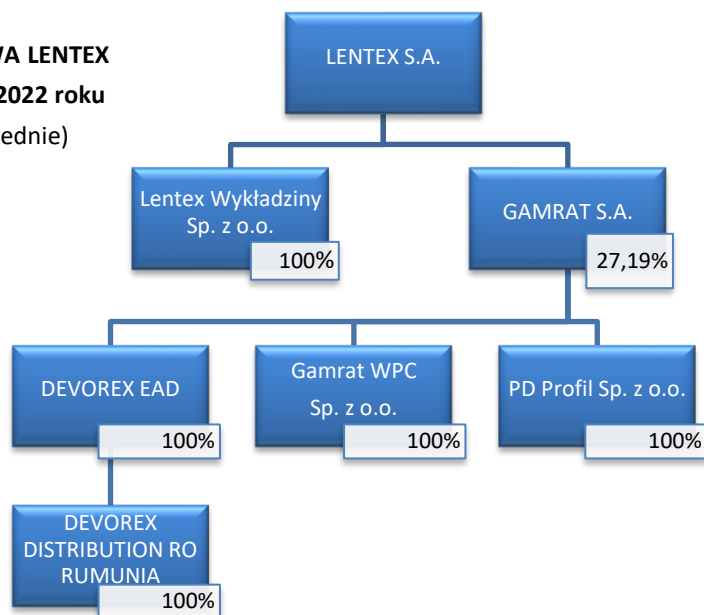 VA LENTEX
2022 roku
ednie)
LENTEX S.A.
Lentex Wykładziny
Sp. z o.o.
100%
GAMRAT S.A.
27,19%
DEVOREX EAD
100%
Gamrat WPC
Sp. z o.o.
100%
PD Profil Sp. z o.o.
100%
DEVOREX
DISTRIBUTION RO
RUMUNIA
100%